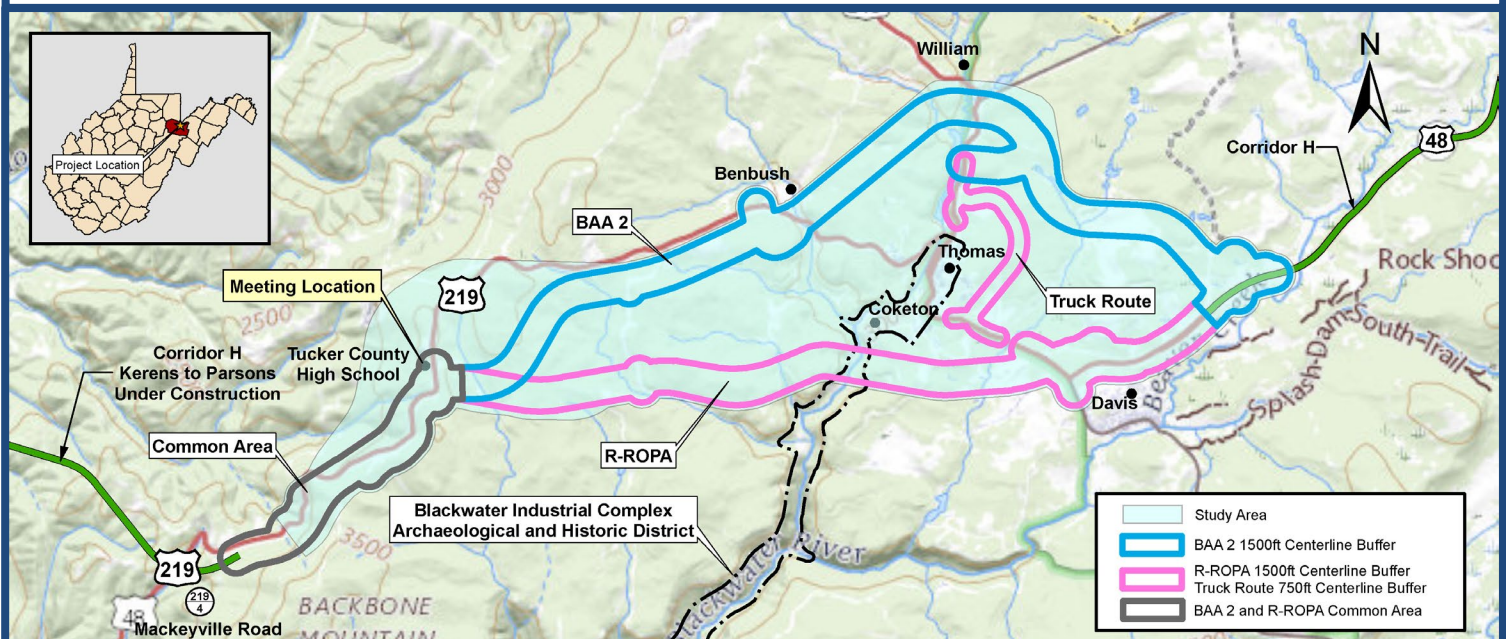 William
N
48
Corridor H
Project Location
3000
Benbush
BAA 2
Thomas
Rock Shoc
Meeting Location
219
Truck Route
2500
Coketon
Corridor H
Kerens to Parsons
Under Construction
Tucker County
High School
South-Trail
Splash-Dam
Davis
Common Area
R-ROPA
Blackwater Industrial Complex
Archaeological and Historic District
Study Area
BAA 2 1500ft Centerline Buffer
R-ROPA 1500ft Centerline Buffer
Truck Route 750ft Centerline Buffer
BAA 2 and R-ROPA Common Area
3500
River
219
219
4
48
Mackeyville Road
BACKBONE
MOUNTAIN